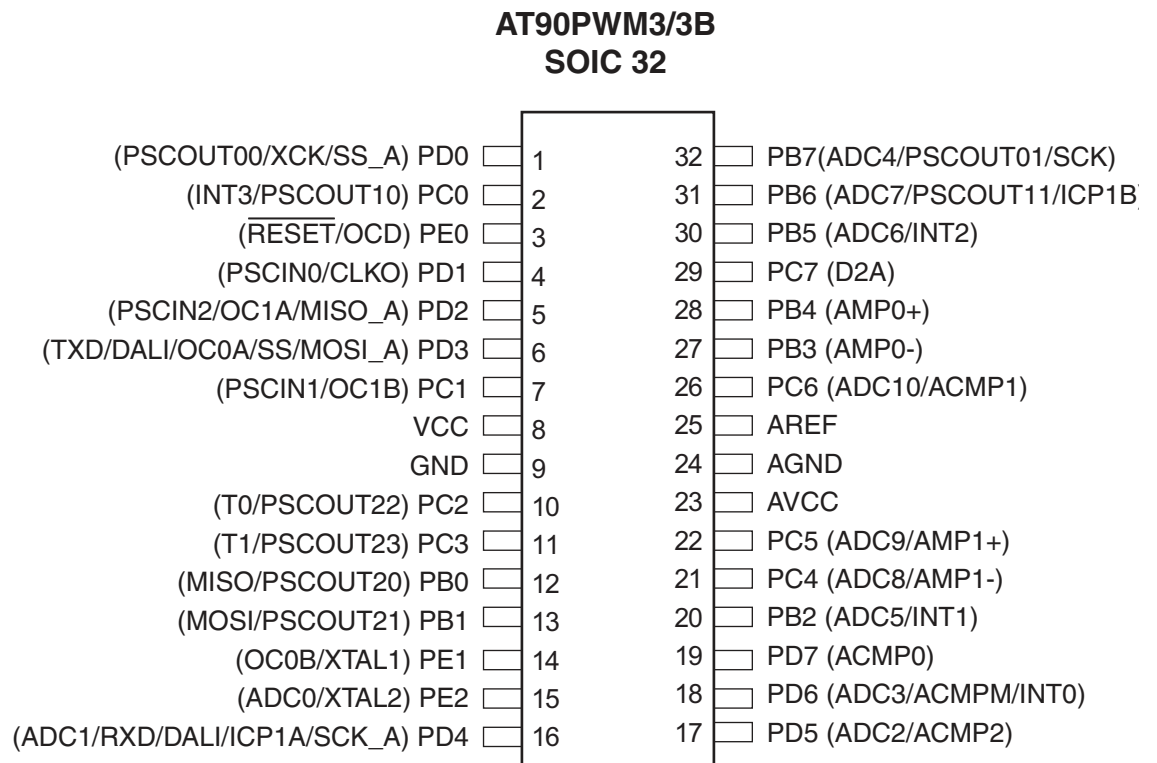 AT90PWM3/3B
SOIC 32
(PSCOUT00/XCK/SS_A) PD0 1 32 PB7(ADC4/PSCOUT01/SCK)
(INT3/PSCOUT10) PC0 2 31 PB6 (ADC7/PSCOUT11/ICP1B)
(RESET/OCD) PE0 3 30 PB5 (ADC6/INT2)
(PSCIN0/CLKO) PD1 4 29 PC7 (D2A)
(PSCIN2/OC1A/MISO_A) PD2 5 28 PB4 (AMP0+)
(TXD/DALI/OC0A/SS/MOSI_A) PD3 6 27 PB3 (AMP0-)
(PSCIN1/OC1B) PC1 7 26 PC6 (ADC10/ACMP1)
VCC 8 25 AREF
GND 9 24 AGND
(T0/PSCOUT22) PC2 10 23 AVCC
(T1/PSCOUT23) PC3 11 22 PC5 (ADC9/AMP1+)
(MISO/PSCOUT20) PB0 12 21 PC4 (ADC8/AMP1-)
(MOSI/PSCOUT21) PB1 13 20 PB2 (ADC5/INT1)
(OC0B/XTAL1) PE1 14 19 PD7 (ACMP0)
(ADC0/XTAL2) PE2 15 18 PD6 (ADC3/ACMPM/INT0)
(ADC1/RXD/DALI/ICP1A/SCK_A) PD4 16 17 PD5 (ADC2/ACMP2)